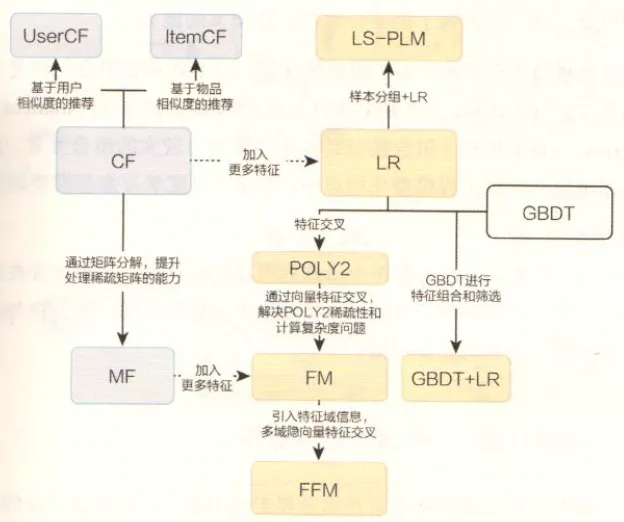 UserCF
ItemCF
LS-PLM
基于用户
相似度的推荐
基于物品
相似度的推荐
样本分组+LR
CF
加入
更多特征
LR
GBDT
特征交叉
通过矩阵分解，提升
处理稀疏矩阵的能力
POLY2
GBDT进行
特征组合和筛选
通过向量特征交叉，
解决POLY2稀疏性和
计算复杂度问题
MF
加入
更多特征
FM
GBDT+LR
引入特征域信息，
多域隐向量特征交叉
FFM